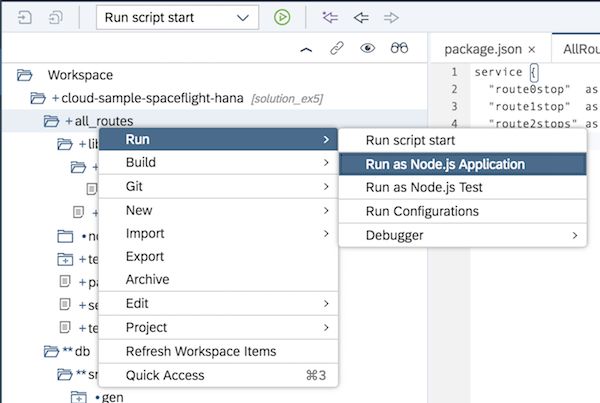 Run script start
package.json ×
AllRou
Workspace
+cloud-sample-spaceflight-hana [solution_ex5]
+all_routes
+lib
+
+
•no
+te
+pa
+se
+te
**db
**sr
•gen
Run
Build
Git
New
Import
Export
Archive
Edit
Project
Refresh Workspace Items
Quick Access ⌘3
Run script start
Run as Node.js Application
Run as Node.js Test
Run Configurations
Debugger
1 service {
2 "route0stop" as
3 "route1stop" as
4 "route2stops" as